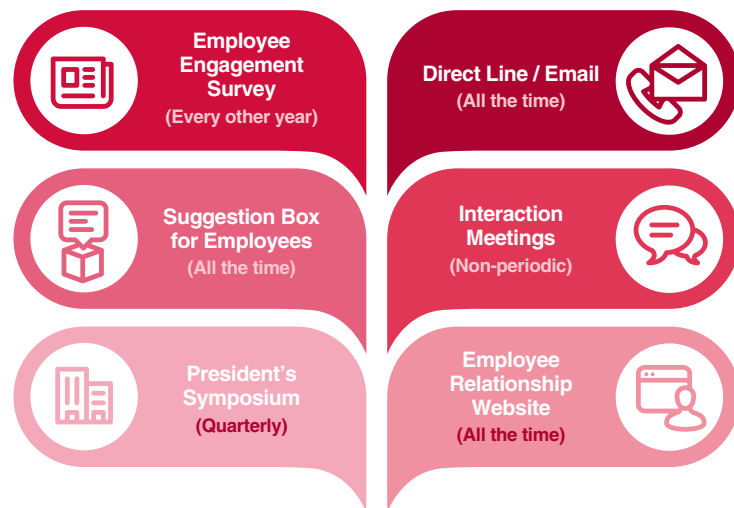 Employee
Engagement
Survey
(Every other year)
Direct Line / Email
(All the time)
Suggestion Box
for Employees
(All the time)
Interaction
Meetings
(Non-periodic)
President’s
Symposium
(Quarterly)
Employee
Relationship
Website
(All the time)